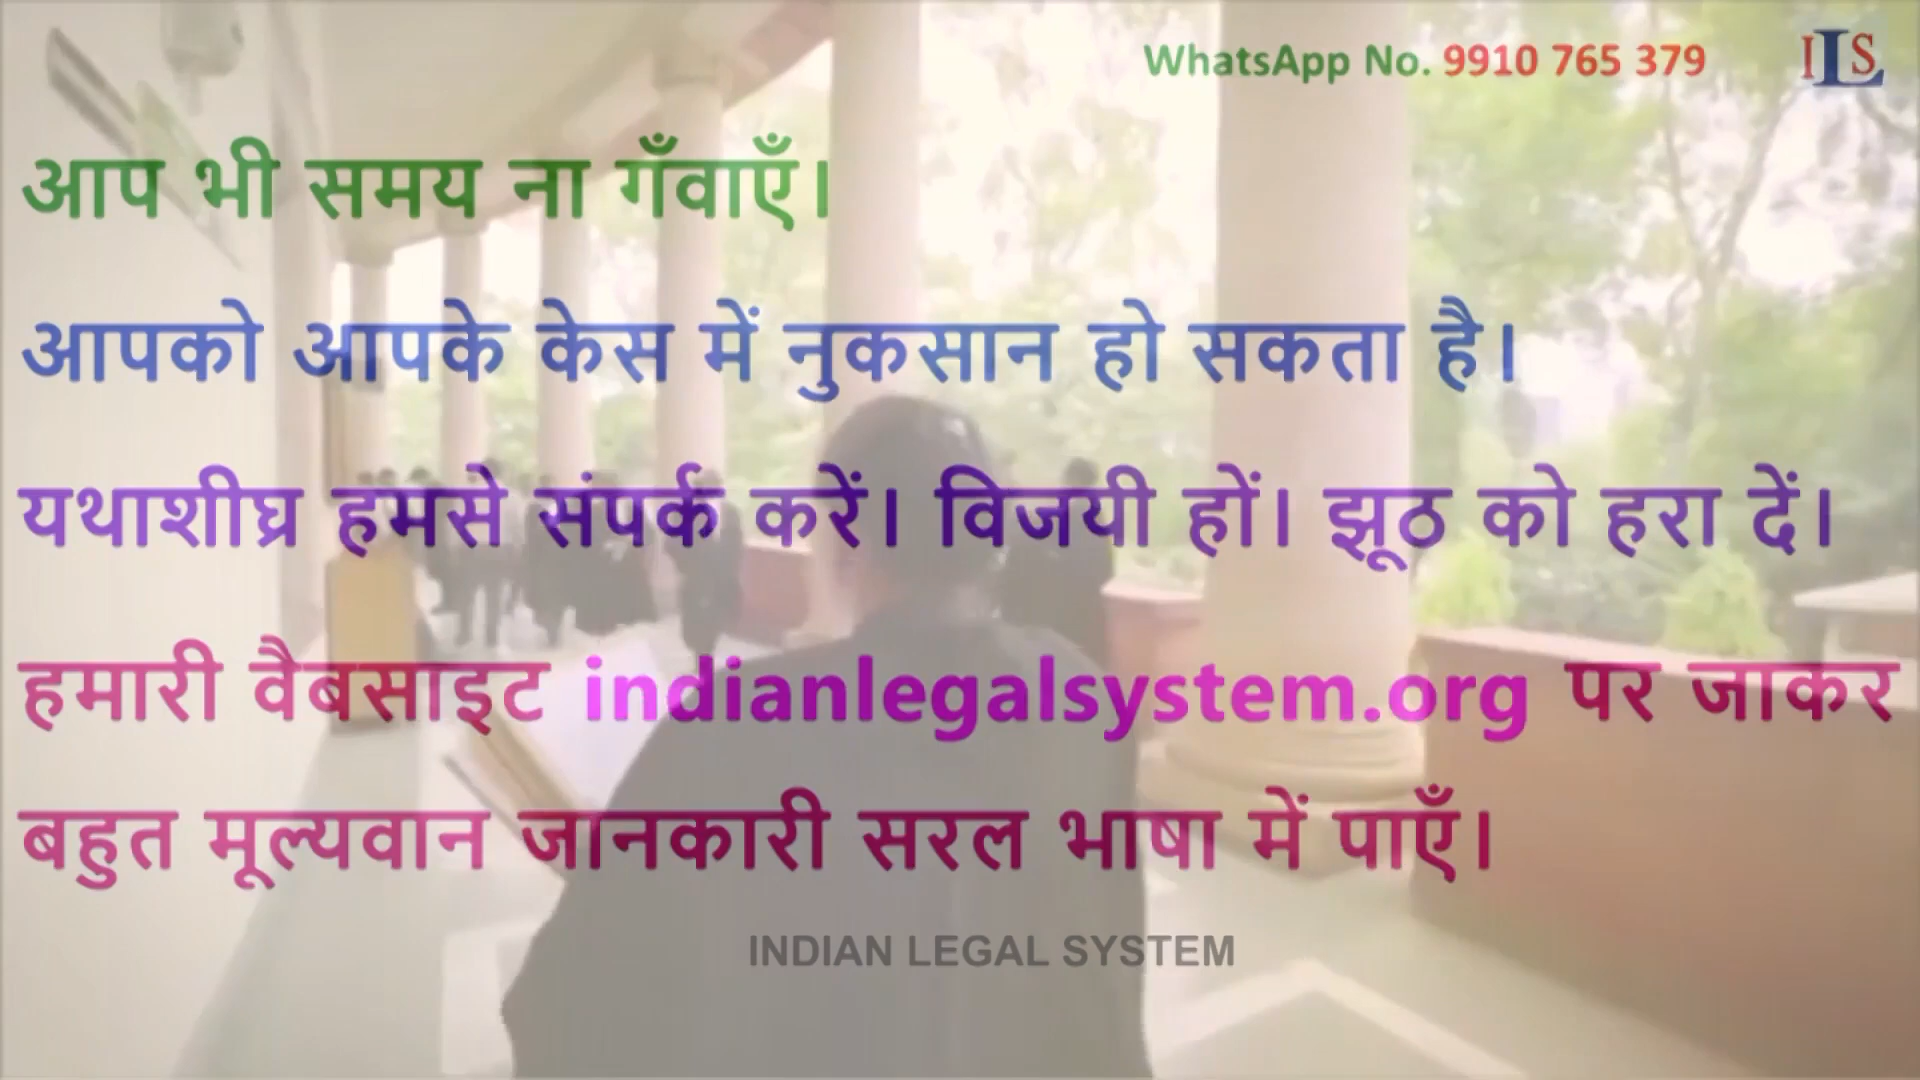 WhatsApp No. 9910 765 379
ILS
आप भी समय ना गँवाएँ।
आपको आपके केस में नुकसान हो सकता है।
यथाशीघ्र हमसे संपर्क करें। विजयी हों। झूठ को हरा दें।
हमारी वैबसाइट indianlegalsystem.org पर जाकर
बहुत मूल्यवान जानकारी सरल भाषा में पाएँ।
INDIAN LEGAL SYSTEM